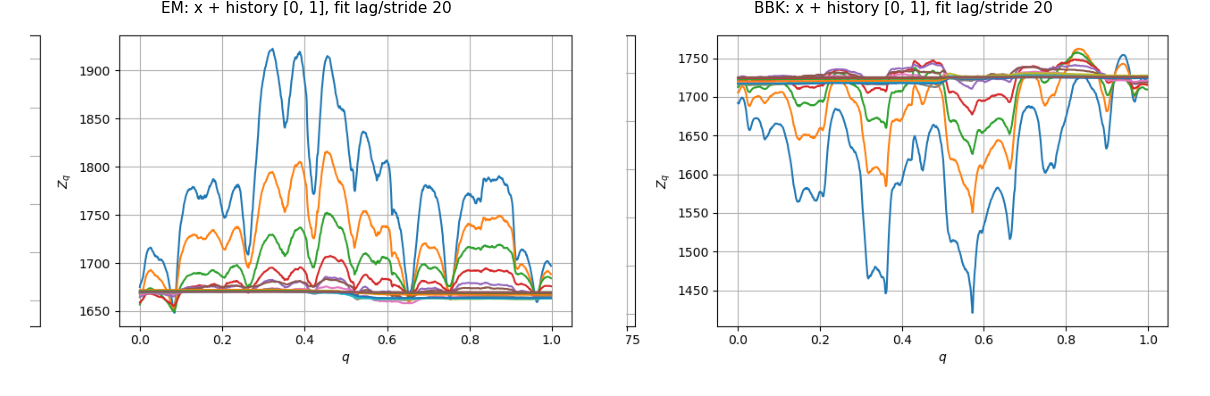 EM: x + history [0, 1], fit lag/stride 20
BBK: x + history [0, 1], fit lag/stride 20
1900
1850
1800
1750
1700
1650
Zq
0.0 0.2 0.4 0.6 0.8 1.0
q
75
1750
1700
1650
1600
1550
1500
1450
Zq
0.0 0.2 0.4 0.6 0.8 1.0
q